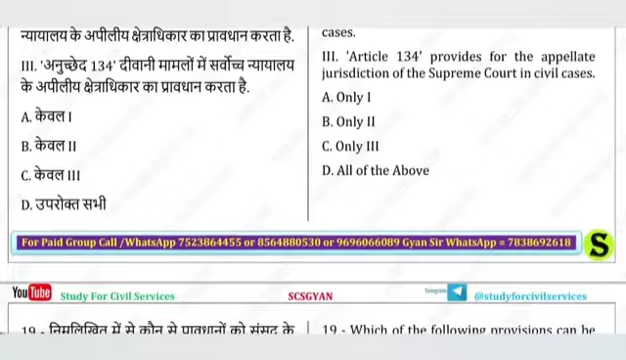 न्यायालय के अपीलीय क्षेत्राधिकार का प्रावधान करता है.
III. 'अनुच्छेद 134' दीवानी मामलों में सर्वोच्च न्यायालय
के अपीलीय क्षेत्राधिकार का प्रावधान करता है.
A. केवल I
B. केवल II
C. केवल III
D. उपरोक्त सभी
cases.
III. 'Article 134' provides for the appellate
jurisdiction of the Supreme Court in civil cases.
A. Only I
B. Only II
C. Only III
D. All of the Above
For Paid Group Call /WhatsApp 7523864455 or 8564880530 or 9696066089 Gyan Sir WhatsApp = 7838692618
S
YouTube Study For Civil Services SCSGYAN Telegram @studyforcivilservices
19 - निम्नलिखित में से कौन से प्रावधानों को संसद के
19 - Which of the following provisions can be